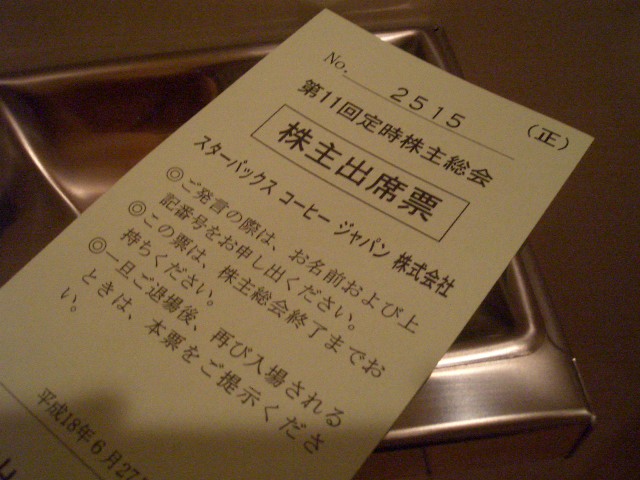 No. 2515
(正)
第11回定時株主総会
株主出席票
スターバックス コーヒー ジャパン 株式会社
◎ご発言の際は、お名前および上
記番号をお申し出ください。
◎この票は、株主総会終了までお
持ちください。
◎一旦ご退場後、再び入場される
ときは、本票をご提示くださ
い。
平成18年6月27